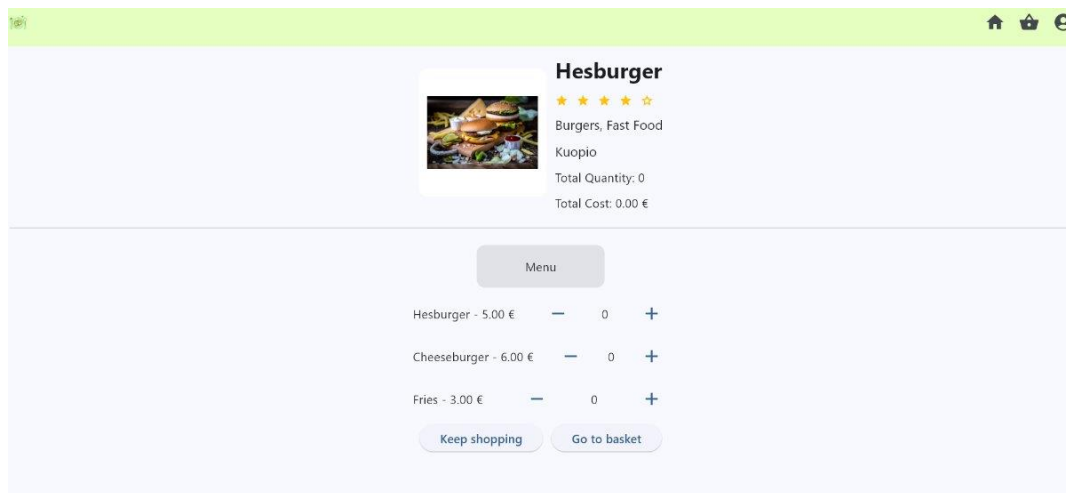 Hesburger
Burgers, Fast Food
Kuopio
Total Quantity: 0
Total Cost: 0.00 €
Menu
Hesburger - 5.00 € − 0 +
Cheeseburger - 6.00 € − 0 +
Fries - 3.00 € − 0 +
Keep shopping Go to basket